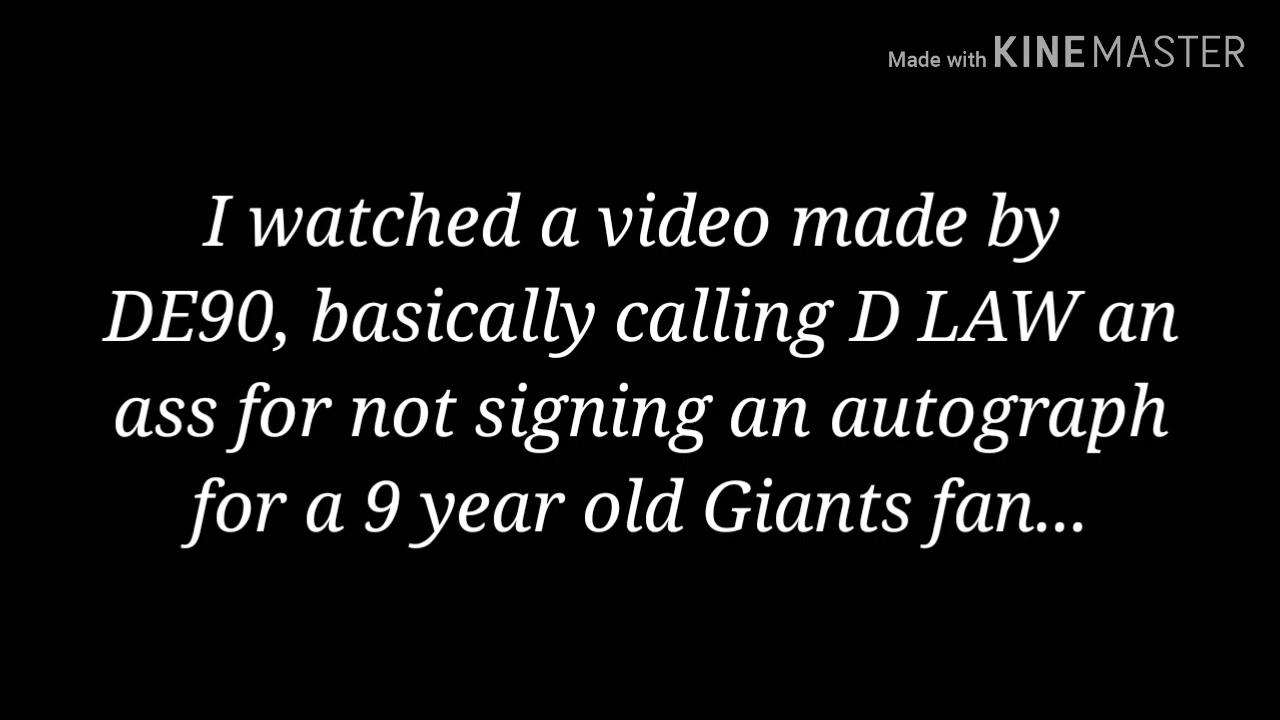 Made with KINEMASTER
I watched a video made by
DE90, basically calling D LAW an
ass for not signing an autograph
for a 9 year old Giants fan...